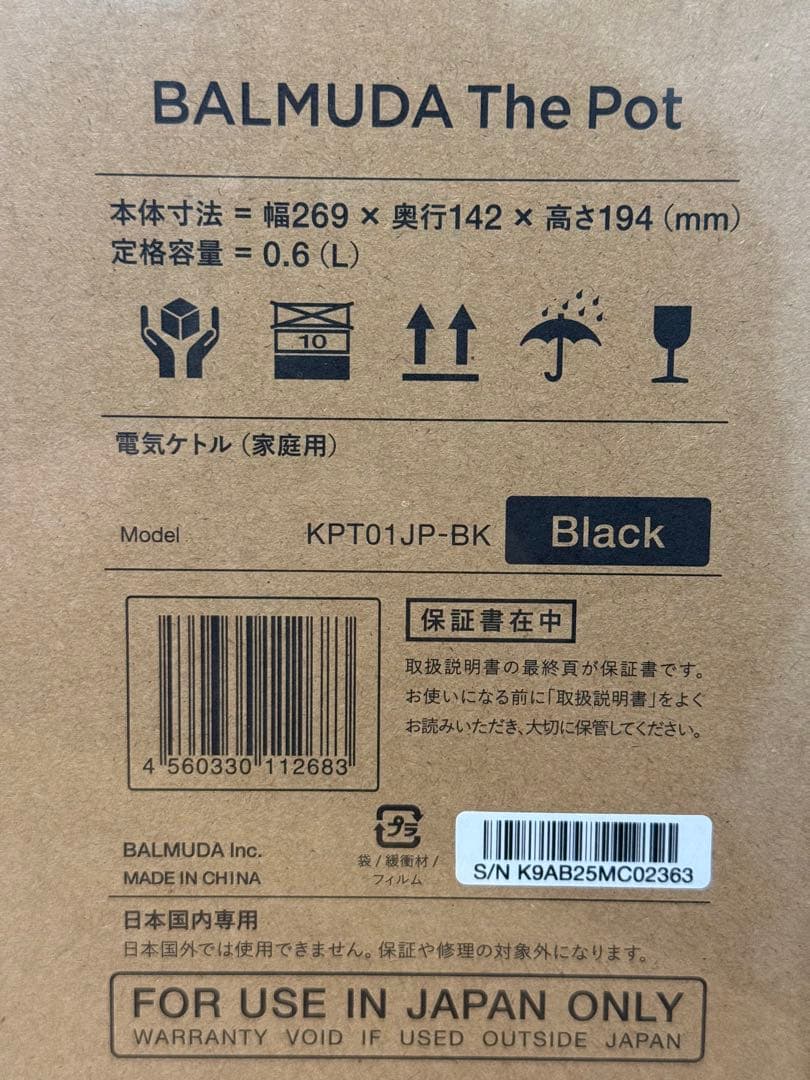 BALMUDA The Pot
本体寸法 = 幅269 × 奥行142 × 高さ194（mm）
定格容量 = 0.6（L）
10
電気ケトル（家庭用）
Model KPT01JP-BK Black
保証書在中
取扱説明書の最終頁が保証書です。
お使いになる前に「取扱説明書」をよく
お読みいただき、大切に保管してください。
4 560330 112683
プラ
袋 / 緩衝材 /
フィルム
BALMUDA Inc.
MADE IN CHINA
S/N K9AB25MC02363
日本国内専用
日本国外では使用できません。保証や修理の対象外になります。
FOR USE IN JAPAN ONLY
WARRANTY VOID IF USED OUTSIDE JAPAN